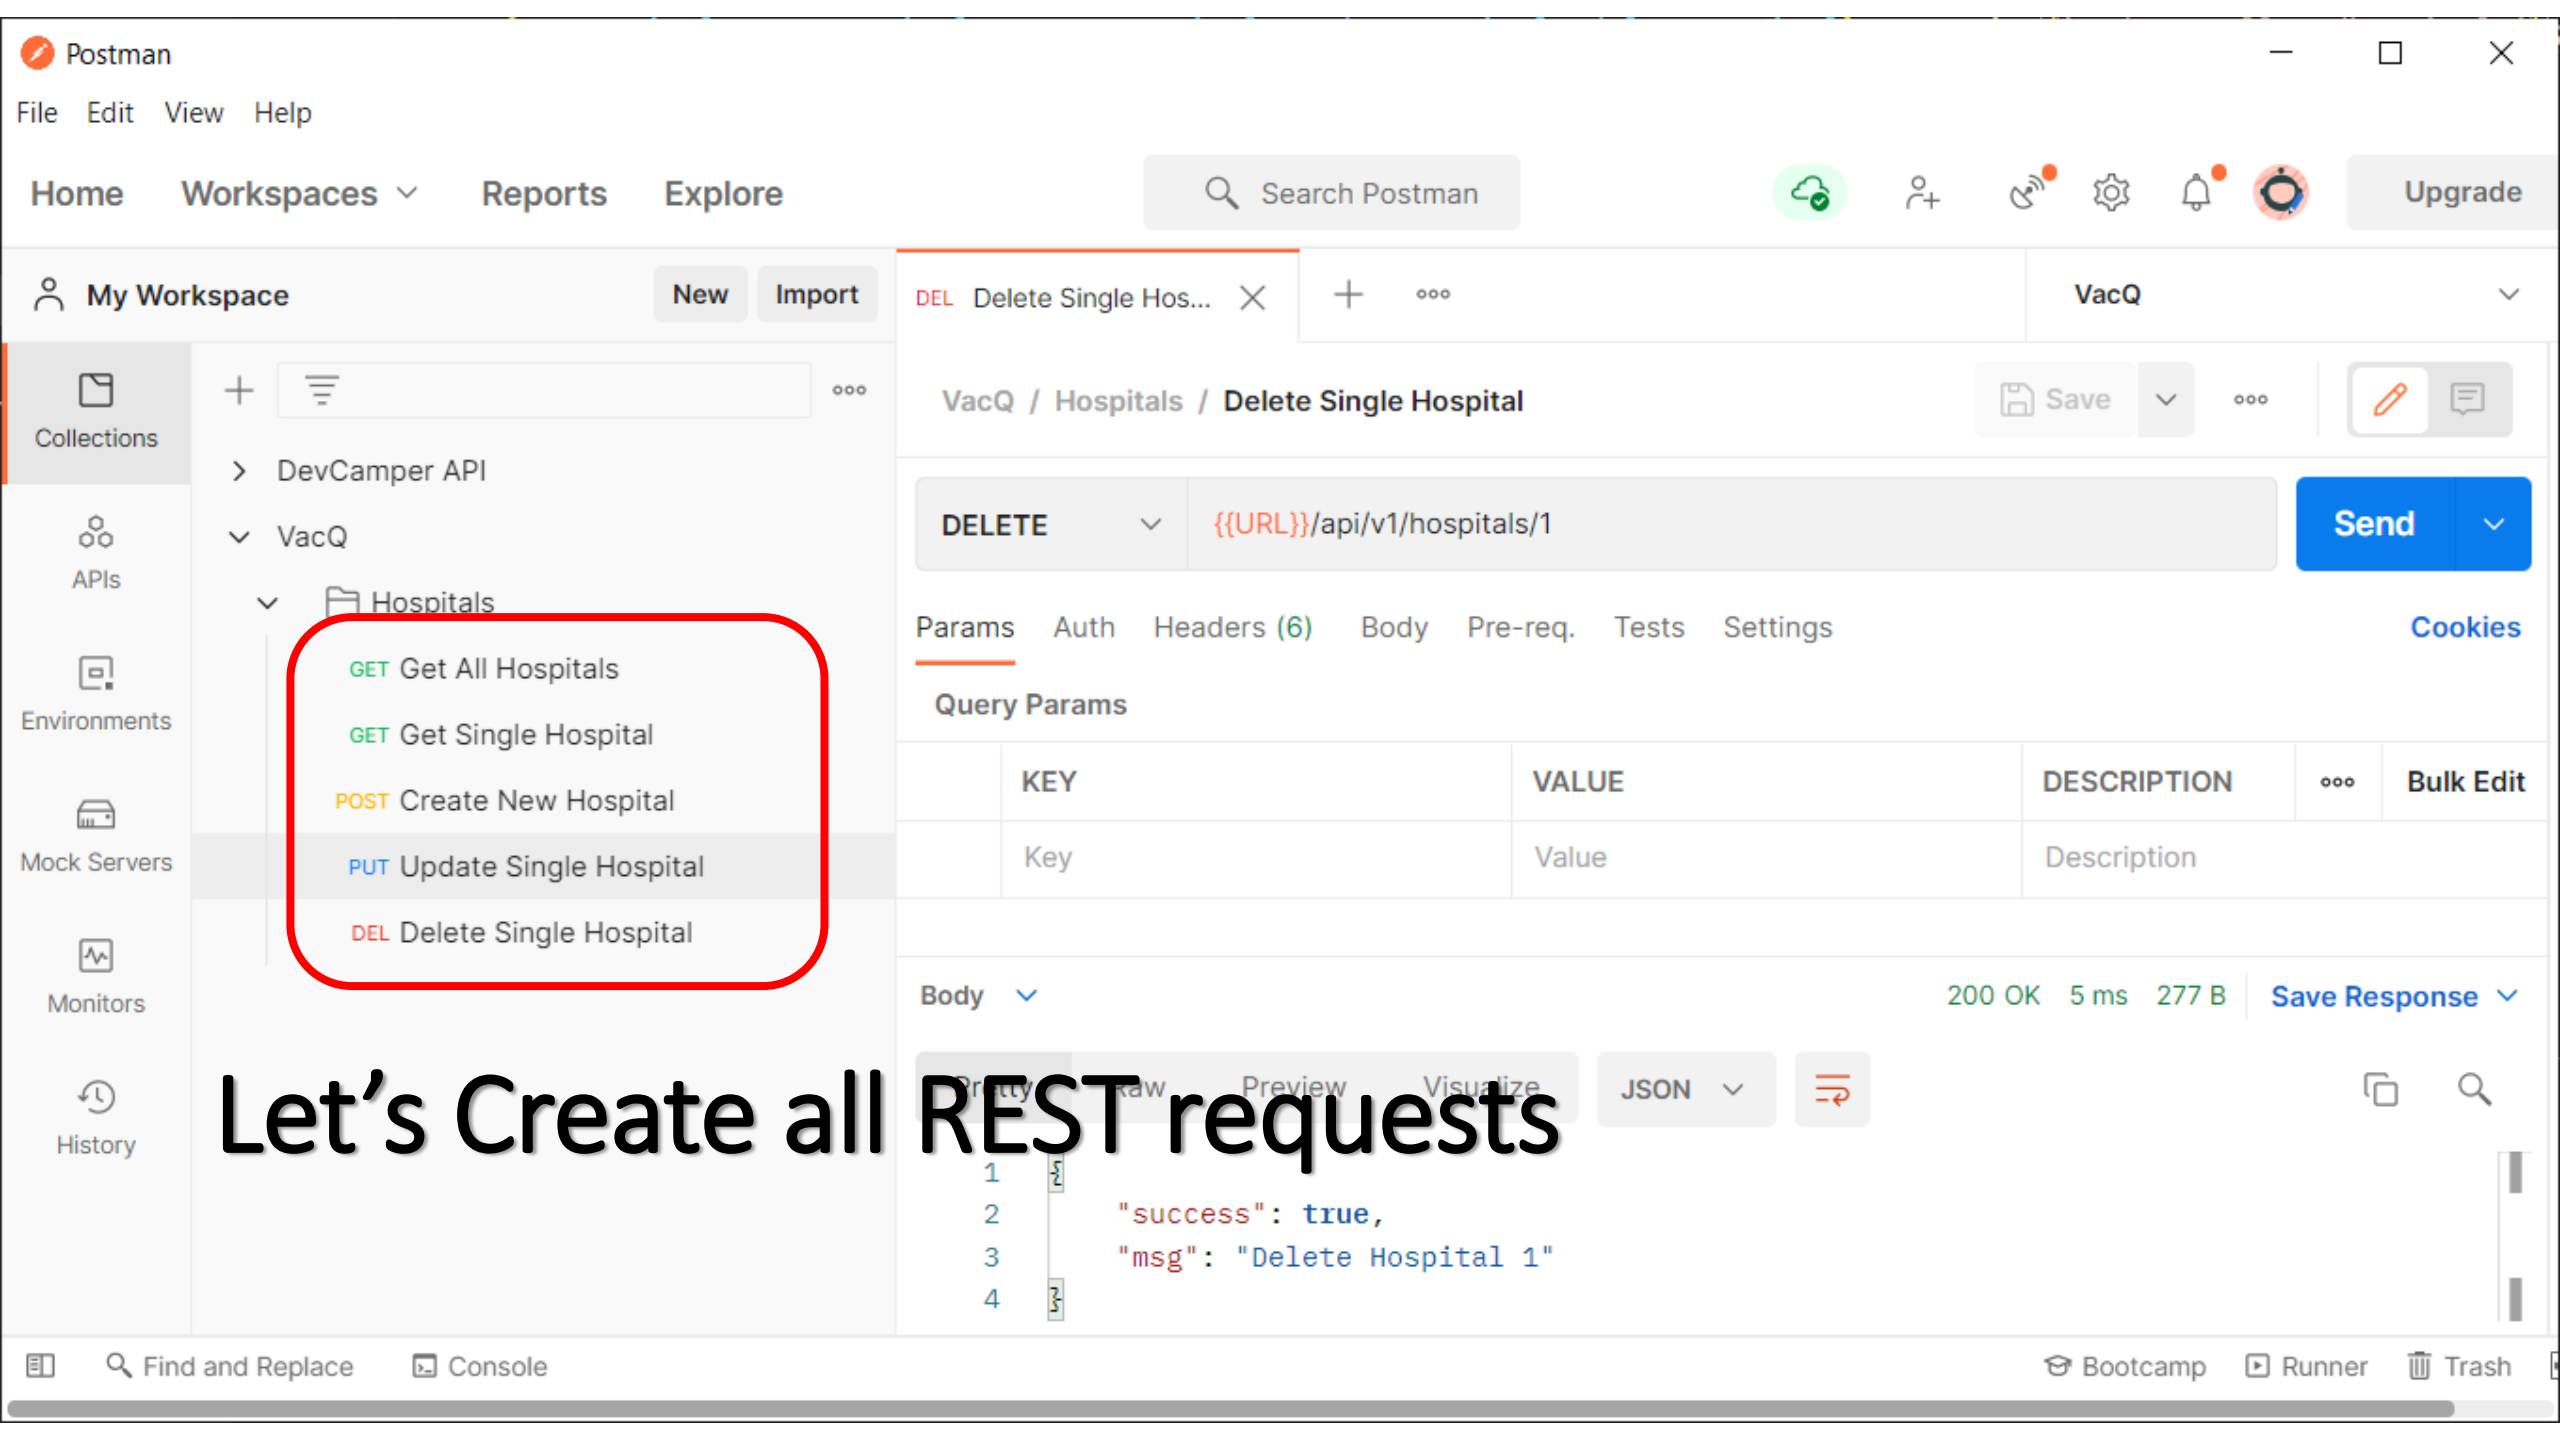 Postman
File Edit View Help
Home Workspaces Reports Explore Search Postman Upgrade
My Workspace New Import
DEL Delete Single Hos... VacQ
Collections
VacQ / Hospitals / Delete Single Hospital Save
DevCamper API
APIs
VacQ
DELETE {{URL}}/api/v1/hospitals/1 Send
Hospitals
Params Auth Headers (6) Body Pre-req. Tests Settings Cookies
Environments
GET Get All Hospitals
GET Get Single Hospital
Query Params
KEY VALUE DESCRIPTION Bulk Edit
POST Create New Hospital
Mock Servers
PUT Update Single Hospital
Key Value Description
DEL Delete Single Hospital
Monitors
Body 200 OK 5 ms 277 B Save Response
Pretty Raw Preview Visualize JSON
History
Let’s Create all REST requests
1 {
2 "success": true,
3 "msg": "Delete Hospital 1"
4 }
Find and Replace Console Bootcamp Runner Trash